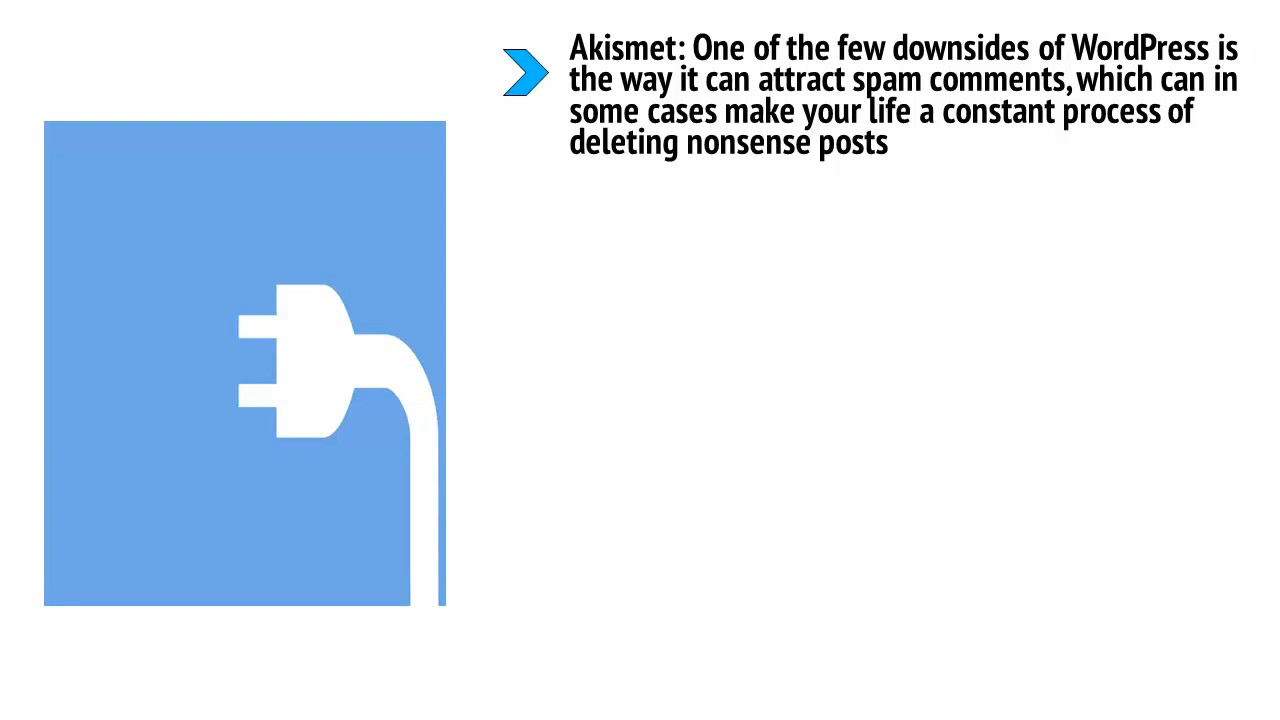 Akismet: One of the few downsides of WordPress is
the way it can attract spam comments, which can in
some cases make your life a constant process of
deleting nonsense posts